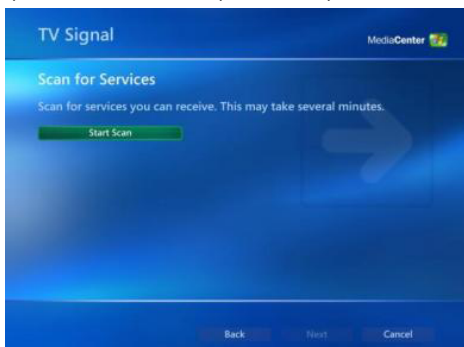 TV Signal
MediaCenter
Scan for Services
Scan for services you can receive. This may take several minutes.
Start Scan
Back Next Cancel